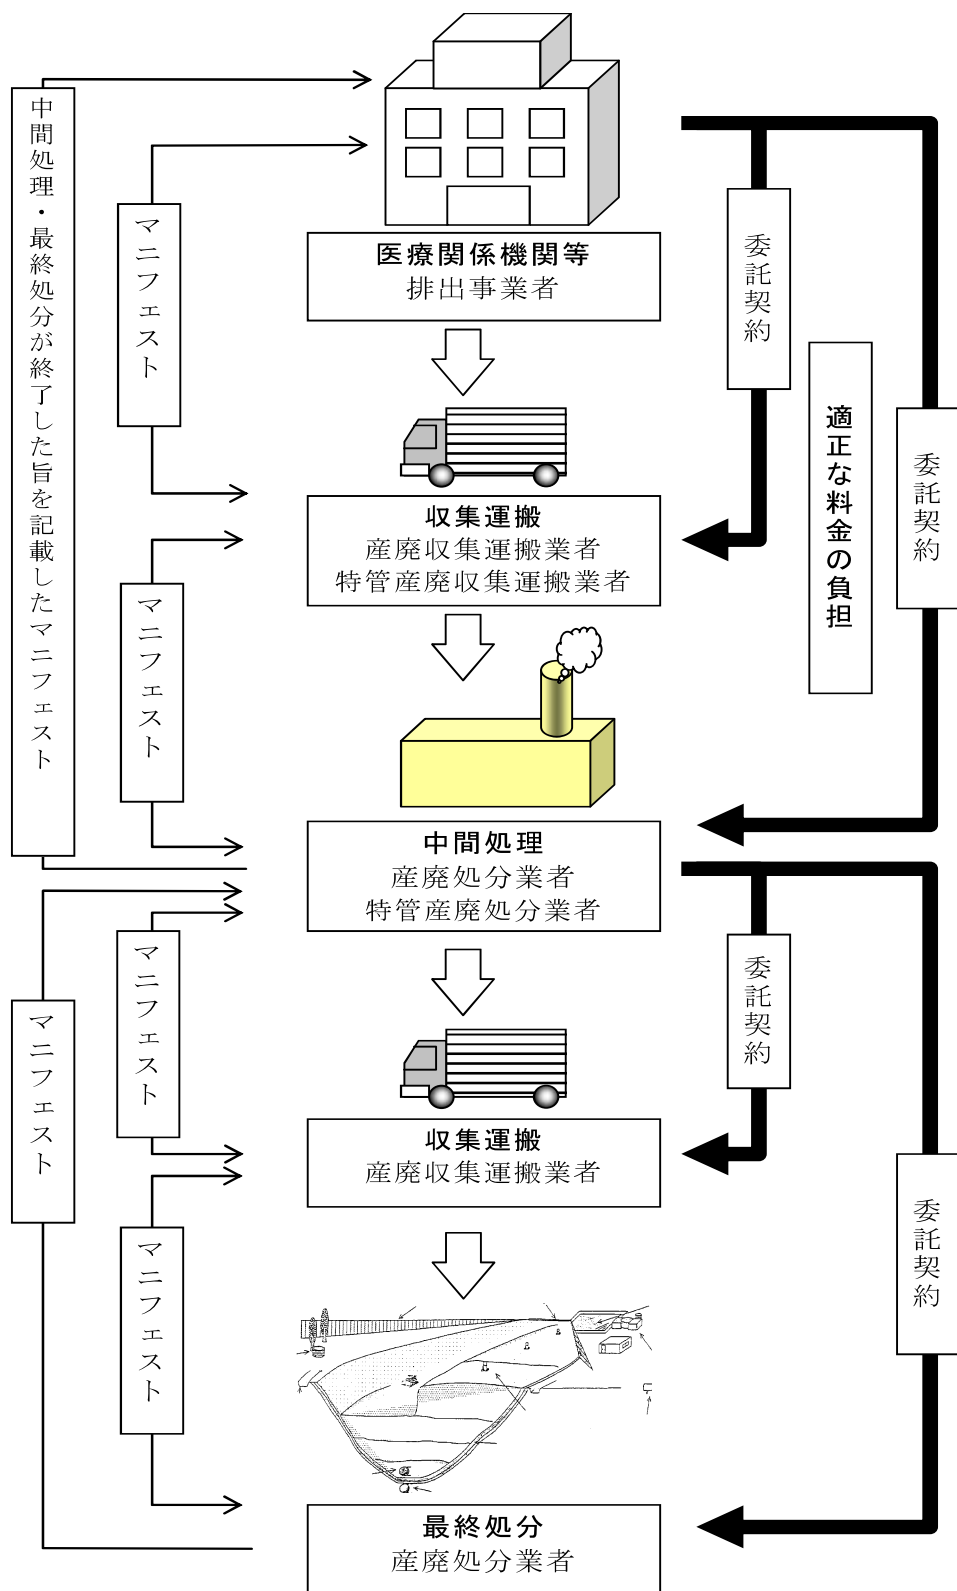 中間処理・最終処分が終了した旨を記載したマニフェスト
マニフェスト
医療関係機関等
排出事業者
委託契約
適正な料金の負担
委託契約
収集運搬
産廃収集運搬業者
特管産廃収集運搬業者
マニフェスト
中間処理
産廃処分業者
特管産廃処分業者
マニフェスト
マニフェスト
委託契約
収集運搬
産廃収集運搬業者
委託契約
マニフェスト
最終処分
産廃処分業者